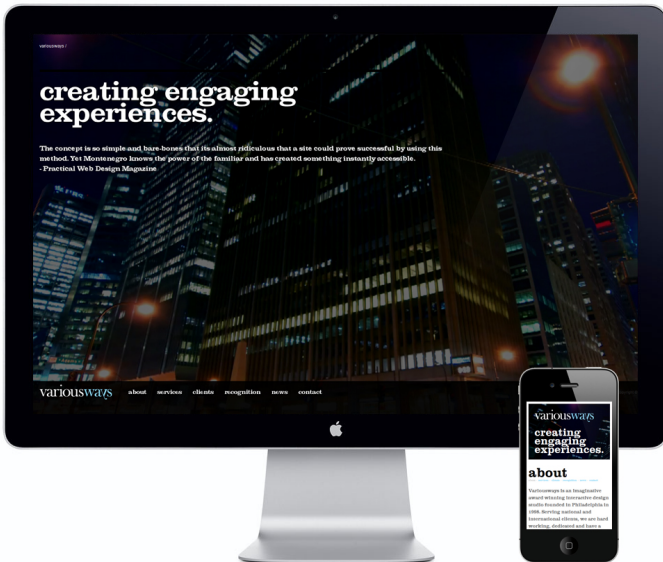 variousways /
creating engaging
experiences.
The concept is so simple and bare-bones that its almost ridiculous that a site could prove successful by using this
method. Yet Montenegro knows the power of the familiar and has created something instantly accessible.
- Practical Web Design Magazine
variousways about services clients recognition news contact
variousways
creating
engaging
experiences.
about
Variousways is an imaginative
award winning interactive design
studio founded in Philadelphia in
1998. Serving national and
international clients, we are hard
working, dedicated and have a